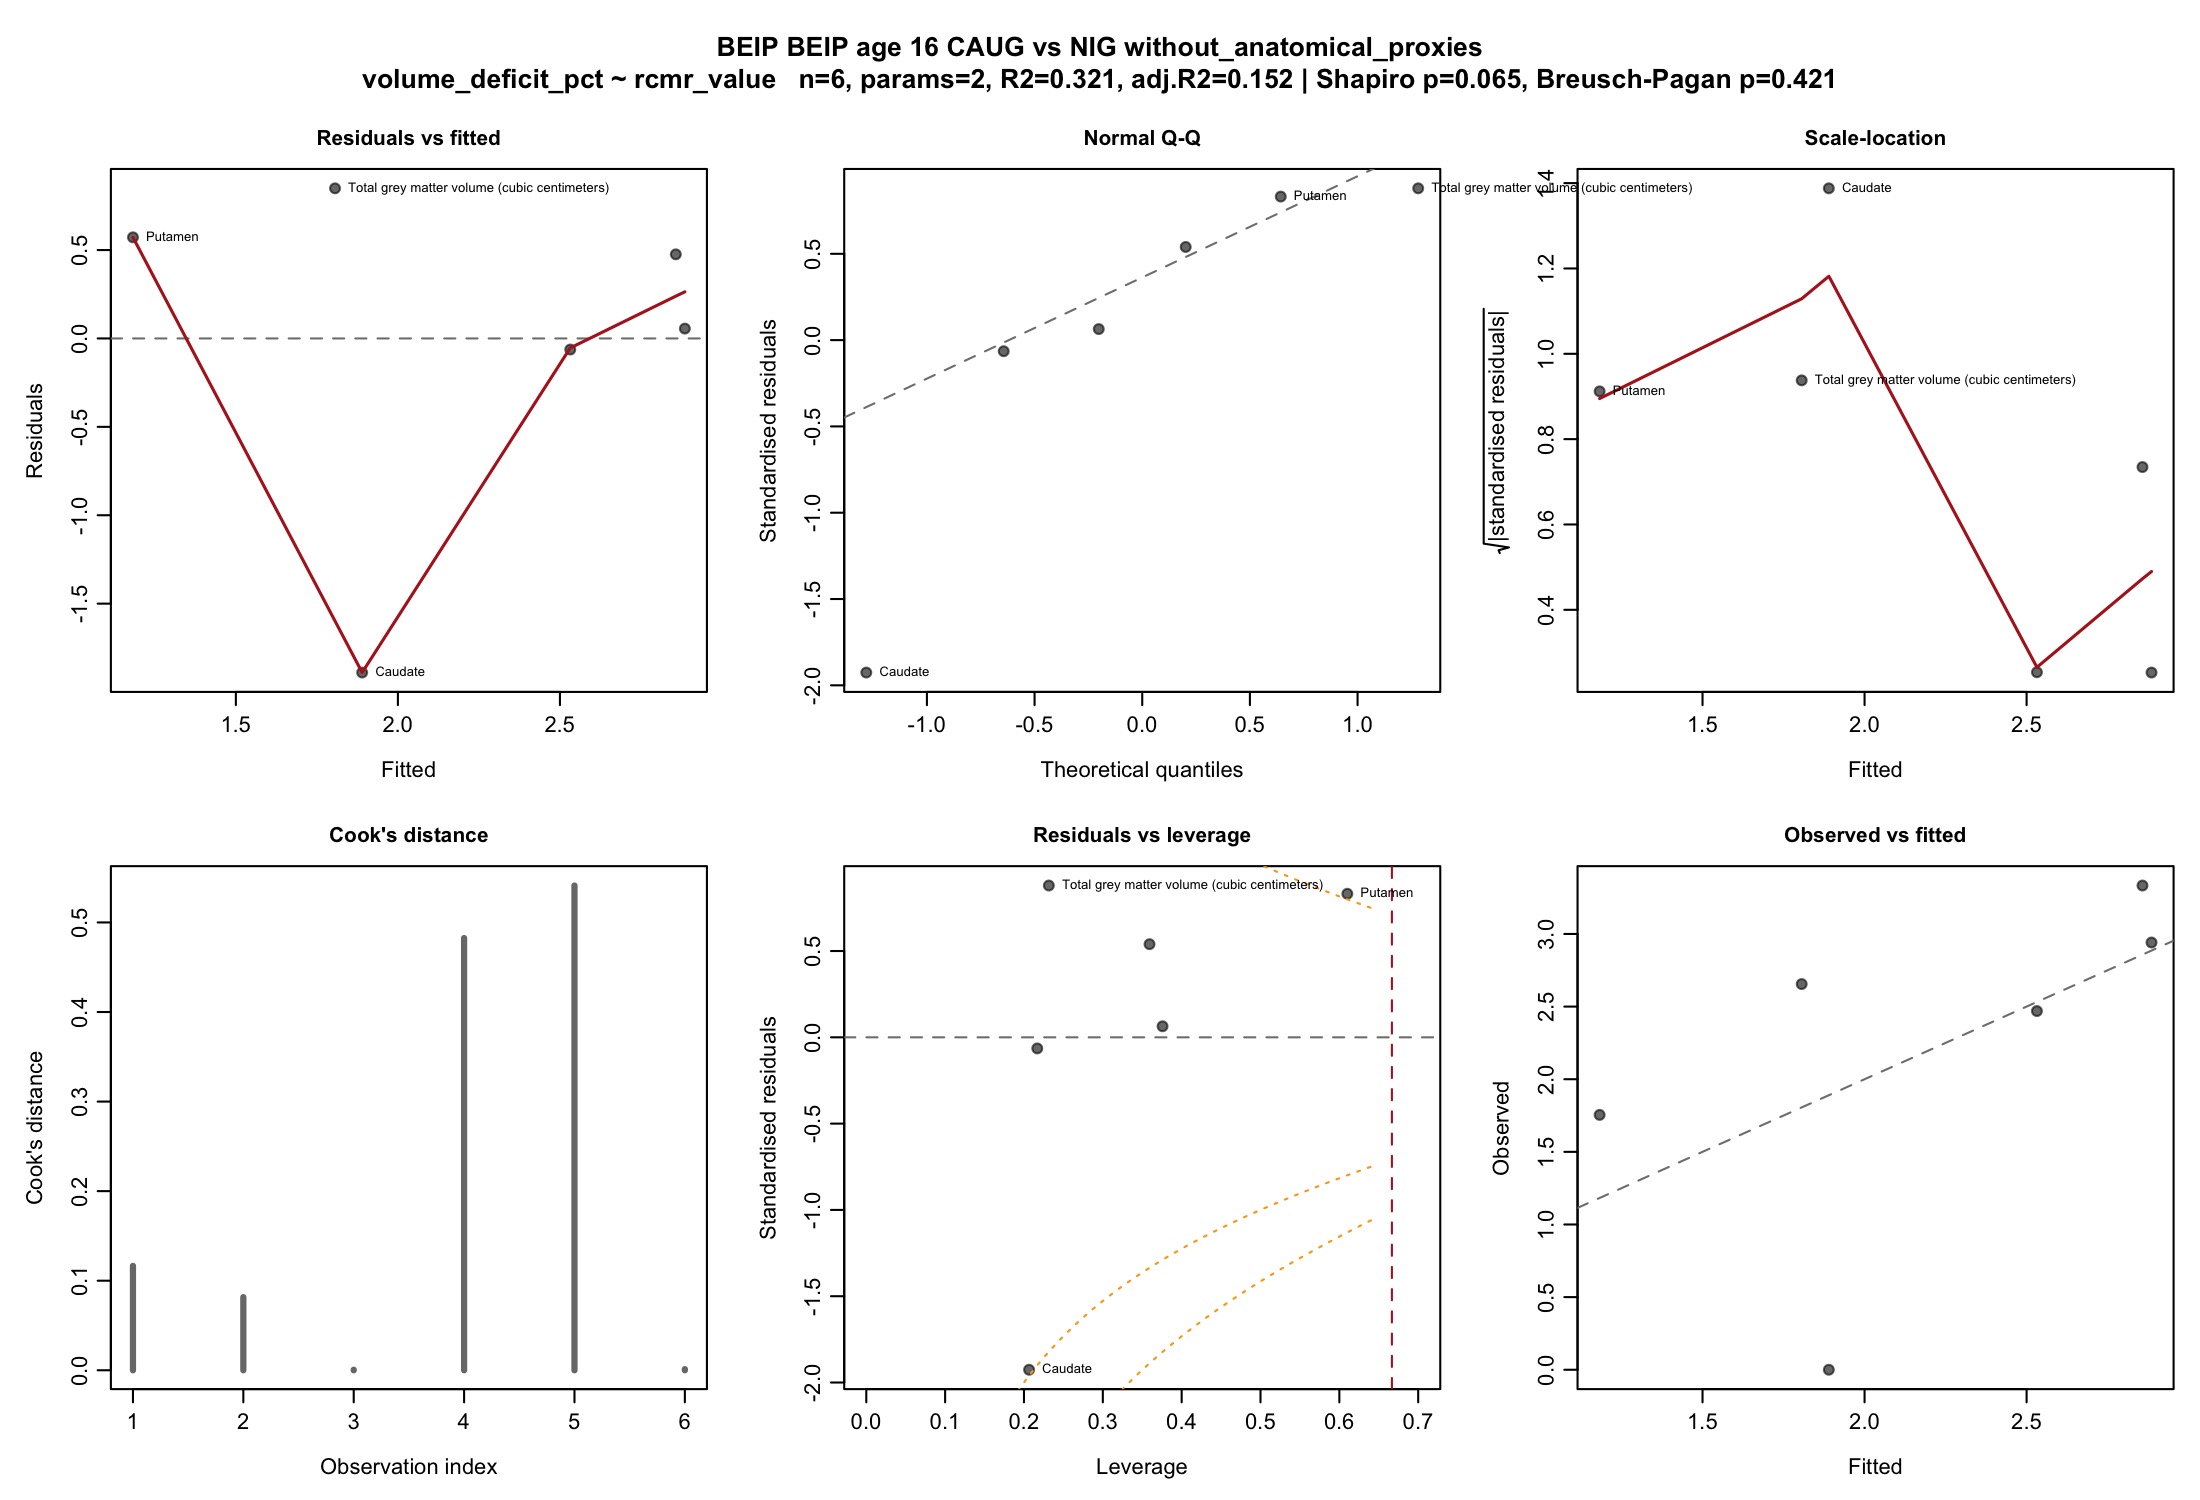 BEIP BEIP age 16 CAUG vs NIG without_anatomical_proxies
volume_deficit_pct ~ rcmr_value   n=6, params=2, R2=0.321, adj.R2=0.152 | Shapiro p=0.065, Breusch-Pagan p=0.421
Residuals vs fitted
Total grey matter volume (cubic centimeters)
Putamen
Caudate
0.5
0.0
-0.5
-1.0
-1.5
Residuals
1.5 2.0 2.5
Fitted
Normal Q-Q
Total grey matter volume (cubic centimeters)
Putamen
Caudate
0.5
0.0
-0.5
-1.0
-1.5
-2.0
Standardised residuals
-1.0 -0.5 0.0 0.5 1.0
Theoretical quantiles
Scale-location
Caudate
Total grey matter volume (cubic centimeters)
Putamen
1.4
1.2
1.0
0.8
0.6
0.4
√|standardised residuals|
1.5 2.0 2.5
Fitted
Cook's distance
0.5
0.4
0.3
0.2
0.1
0.0
Cook's distance
1 2 3 4 5 6
Observation index
Residuals vs leverage
Total grey matter volume (cubic centimeters)
Putamen
Caudate
0.5
0.0
-0.5
-1.0
-1.5
-2.0
Standardised residuals
0.0 0.1 0.2 0.3 0.4 0.5 0.6 0.7
Leverage
Observed vs fitted
3.0
2.5
2.0
1.5
1.0
0.5
0.0
Observed
1.5 2.0 2.5
Fitted